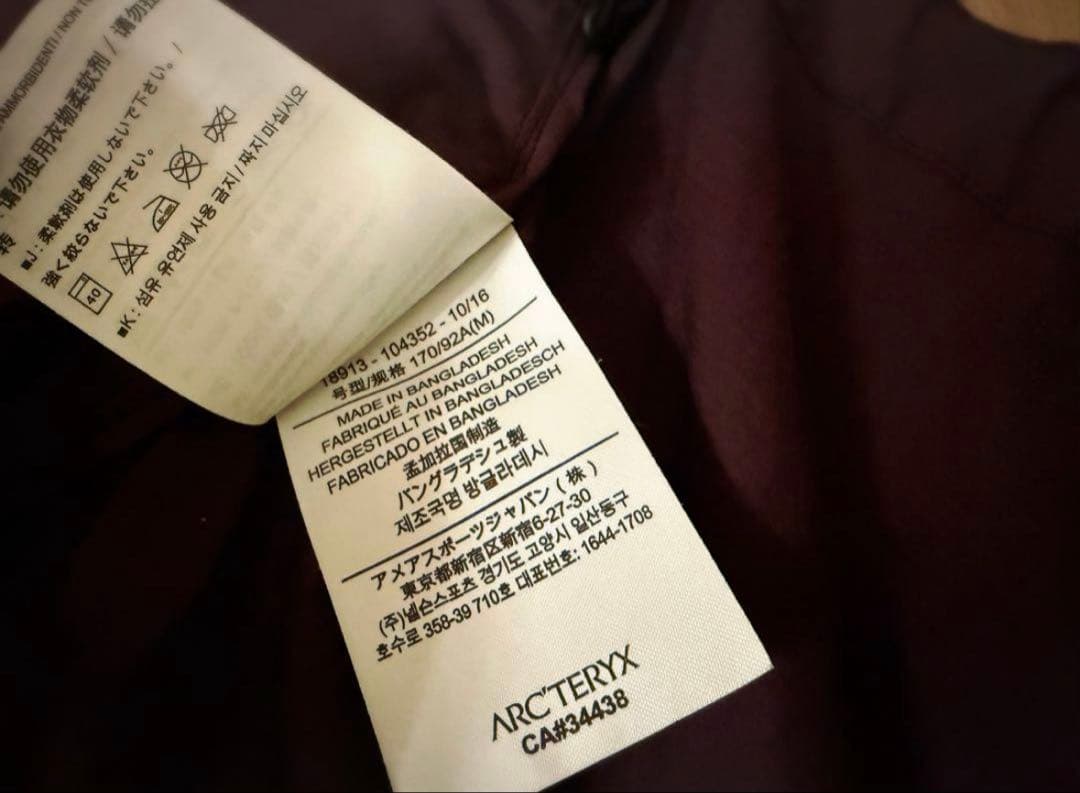 AMMORBIDENTI / NON
请勿使用衣物柔软剂 / 请勿
■J : 柔軟剤は使用しないで下さい。 /
強く絞らないで下さい。
40
■K : 섬유 유연제 사용 금지 / 짜지 마십시오
18913 - 104352 - 10/16
号型/规格 170/92A(M)
MADE IN BANGLADESH
FABRIQUÉ AU BANGLADESH
HERGESTELLT IN BANGLADESCH
FABRICADO EN BANGLADESH
孟加拉国制造
バングラデシュ製
제조국명 방글라데시
アメアスポーツジャパン ( 株 )
東京都新宿区新宿6-27-30
(주)넬슨스포츠 경기도 고양시 일산동구
호수로 358-39 710호 대표번호: 1644-1708
ARC'TERYX
CA#34438